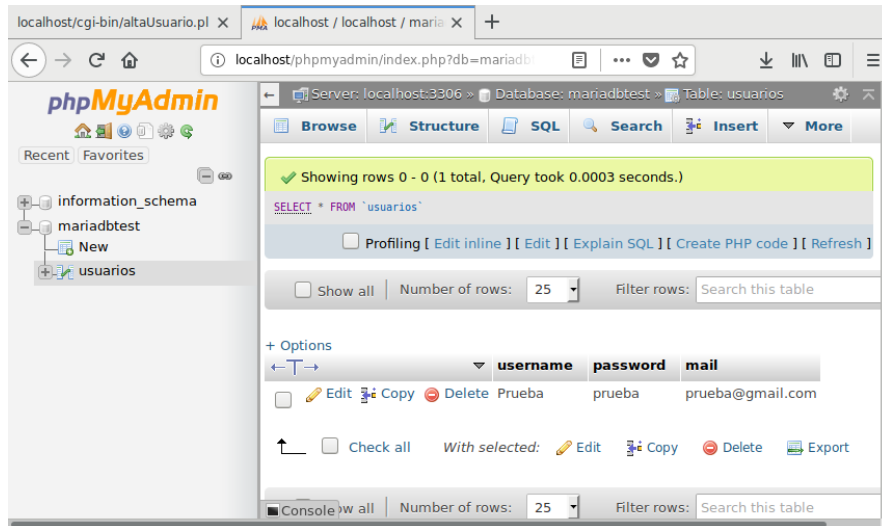 localhost/cgi-bin/altaUsuario.pl
localhost / localhost / maria
localhost/phpmyadmin/index.php?db=mariadb
phpMyAdmin
Recent Favorites
information_schema
mariadbtest
New
usuarios
Server: localhost:3306 » Database: mariadbtest » Table: usuarios
Browse Structure SQL Search Insert More
Showing rows 0 - 0 (1 total, Query took 0.0003 seconds.)
SELECT * FROM `usuarios`
Profiling [ Edit inline ] [ Edit ] [ Explain SQL ] [ Create PHP code ] [ Refresh ]
Show all | Number of rows: 25 Filter rows: Search this table
+ Options
←T→ username password mail
Edit Copy Delete Prueba prueba prueba@gmail.com
Check all With selected: Edit Copy Delete Export
Console w all | Number of rows: 25 Filter rows: Search this table